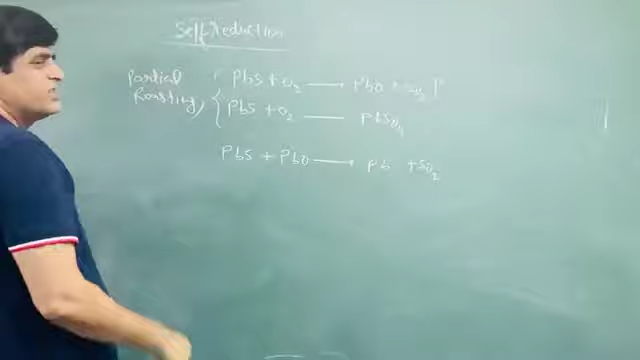 Self reduction
Partial PbS + O₂ ⟶ PbO + SO₂ ↑
Roasting PbS + O₂ — PbSO₄
PbS + PbO ⟶ Pb + SO₂